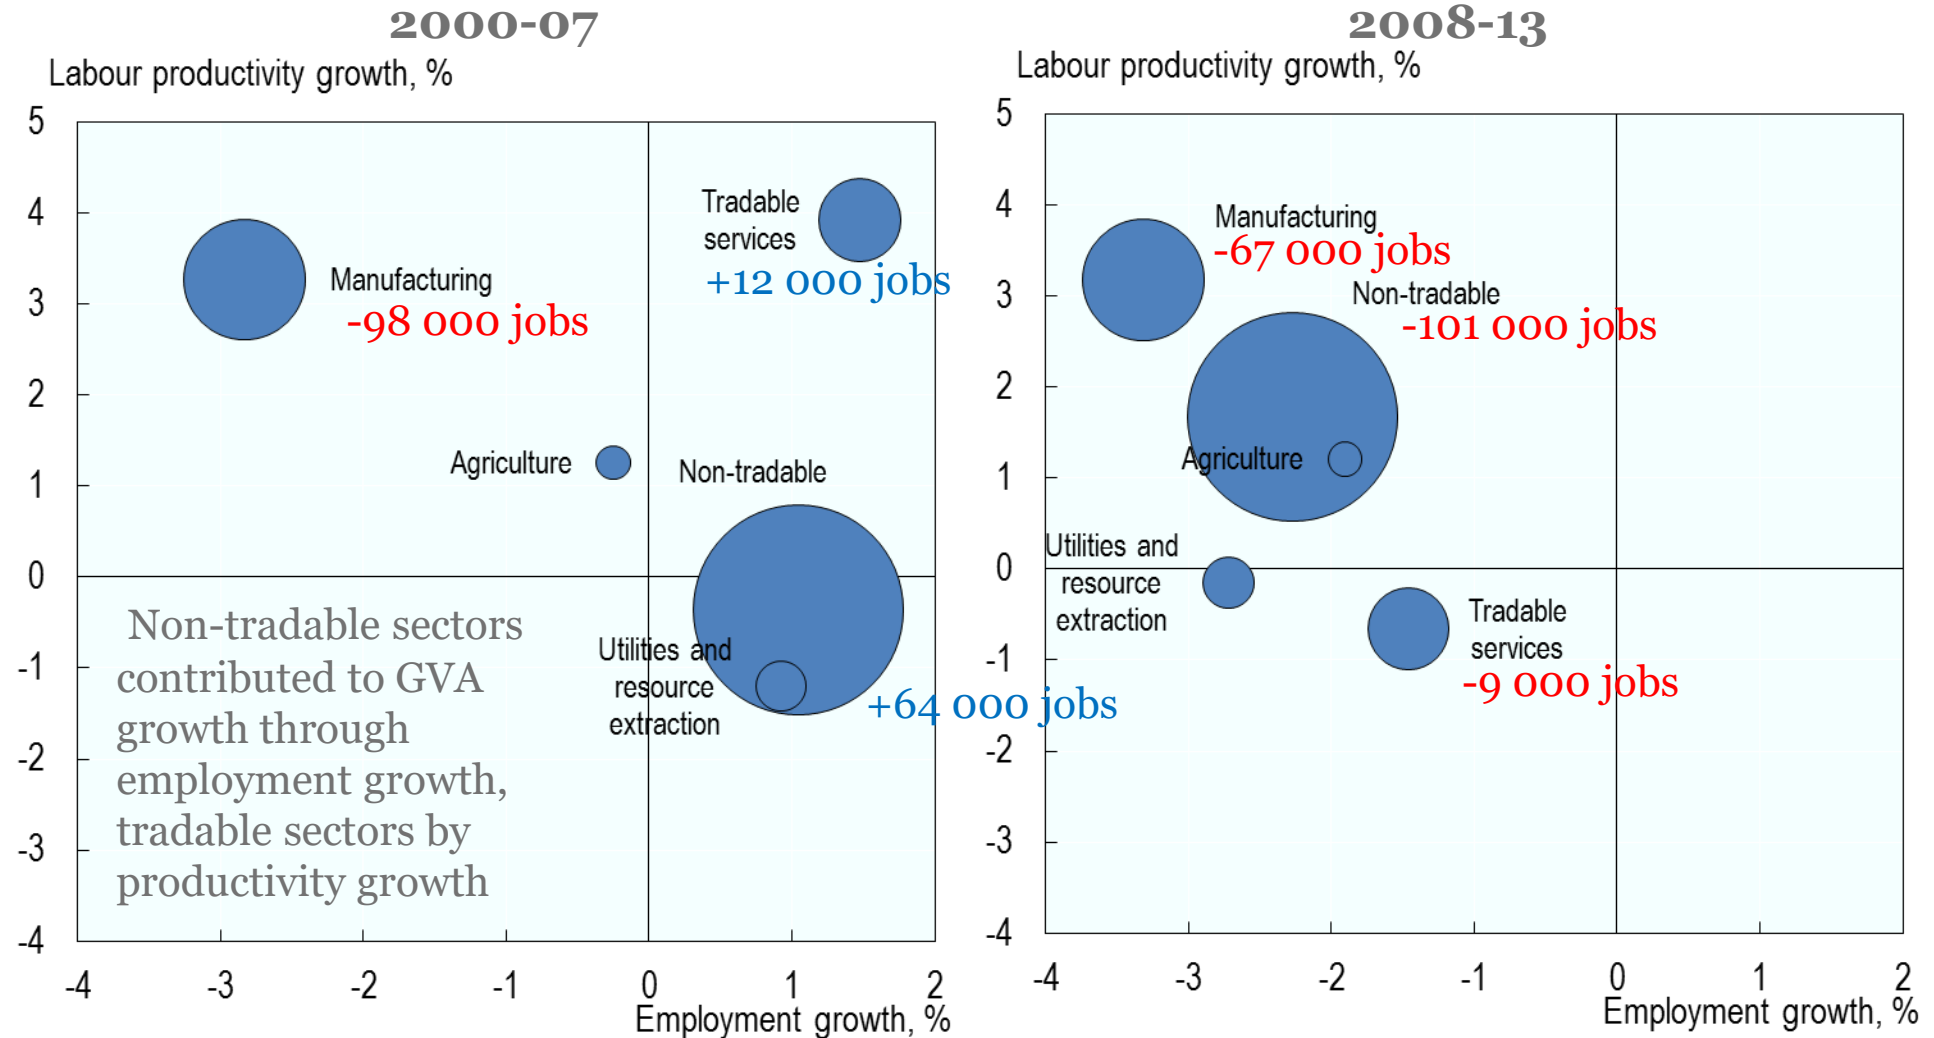 2000-07
Labour productivity growth, %
5
4
3
2
1
0
-1
-2
-3
-4
-4
-3
-2
-1
0
1
2
Employment growth, %
Tradable
services
+12 000 jobs
Manufacturing
-98 000 jobs
Agriculture
Non-tradable
Utilities and
resource
extraction
+64 000 jobs
Non-tradable sectors
contributed to GVA
growth through
employment growth,
tradable sectors by
productivity growth
2008-13
Labour productivity growth, %
5
4
3
2
1
0
-1
-2
-3
-4
-4
-3
-2
-1
0
1
2
Employment growth, %
Manufacturing
-67 000 jobs
Non-tradable
-101 000 jobs
Agriculture
Utilities and
resource
extraction
Tradable
services
-9 000 jobs